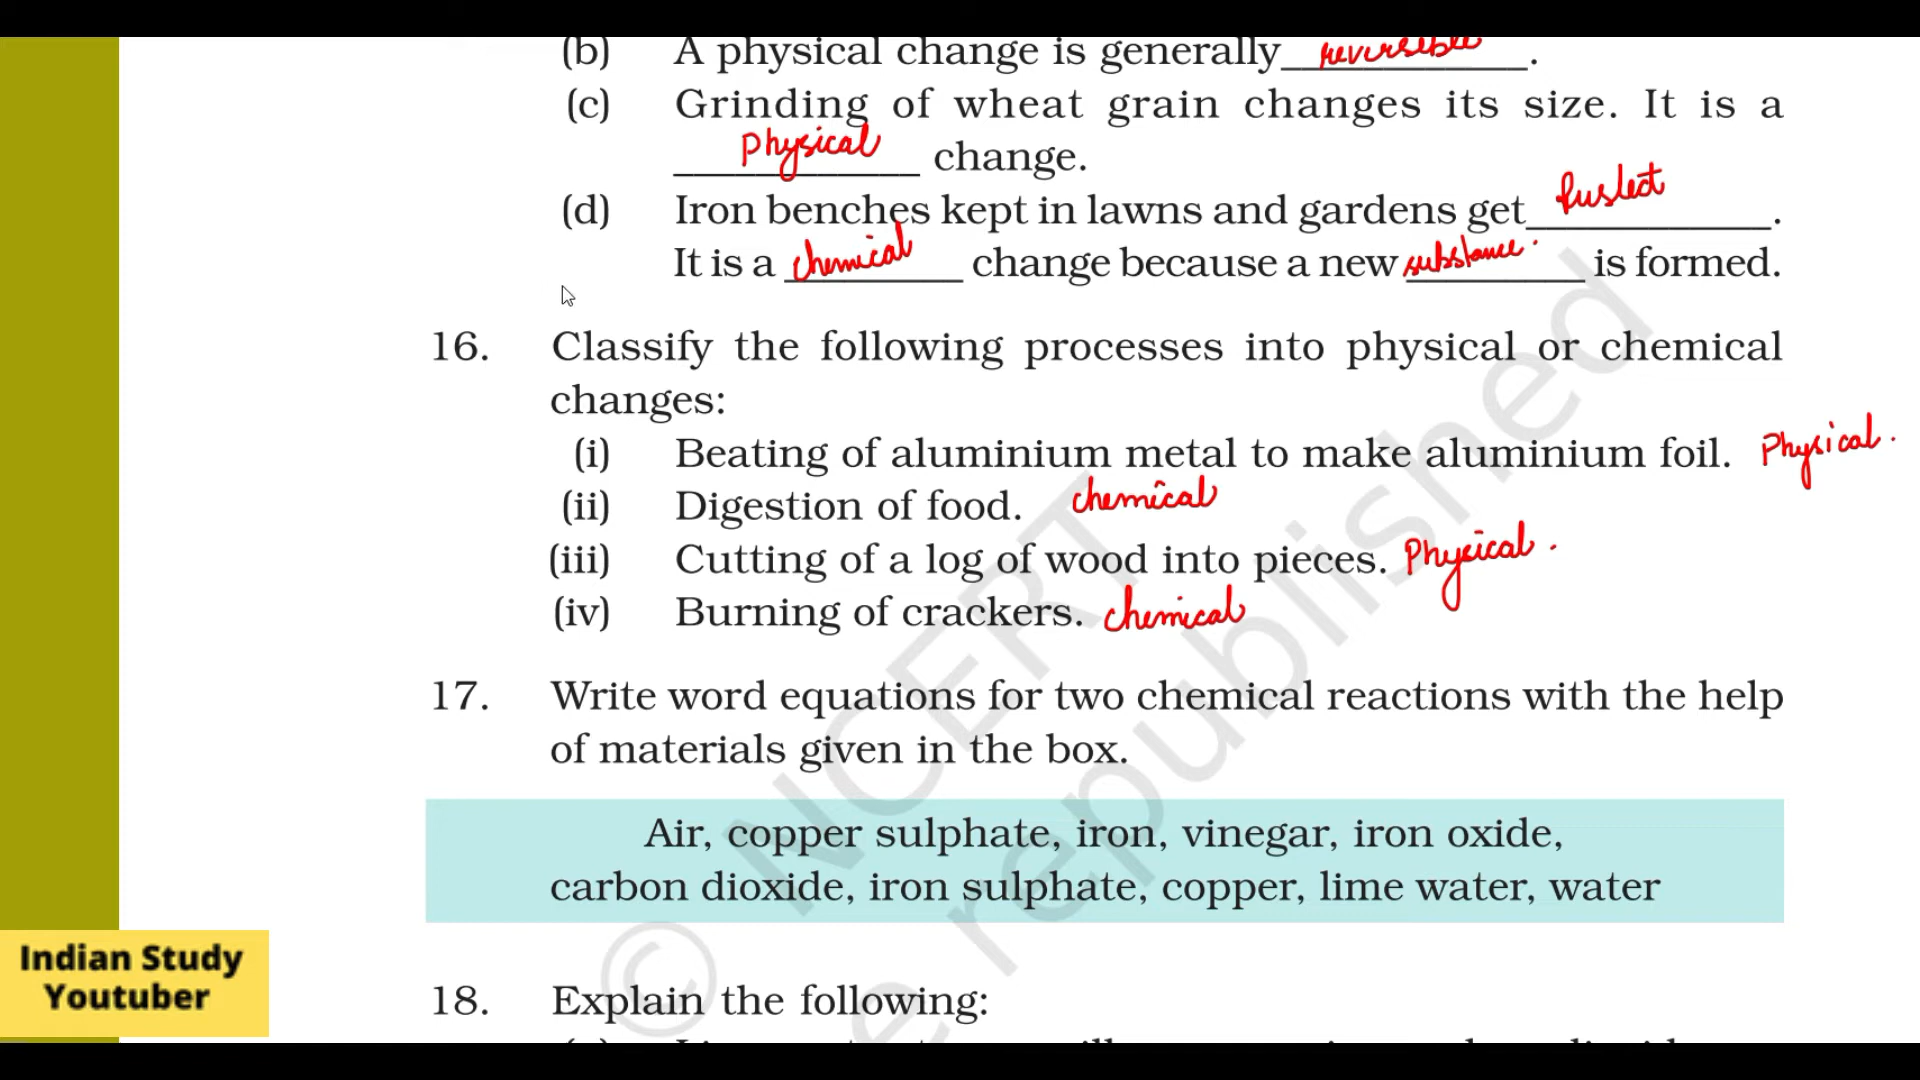 (b) A physical change is generally reversible.
(c) Grinding of wheat grain changes its size. It is a
Physical change.
(d) Iron benches kept in lawns and gardens get .
It is a chemical change because a new substance. is formed.
16. Classify the following processes into physical or chemical
changes:
(i) Beating of aluminium metal to make aluminium foil. Physical.
(ii) Digestion of food. chemical
(iii) Cutting of a log of wood into pieces. Physical.
(iv) Burning of crackers. chemical
17. Write word equations for two chemical reactions with the help
of materials given in the box.
Air, copper sulphate, iron, vinegar, iron oxide,
carbon dioxide, iron sulphate, copper, lime water, water
18. Explain the following:
© NCERT
republished
Indian Study
Youtuber